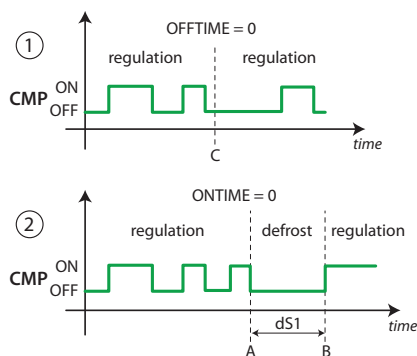 1
OFFTIME = 0
regulation regulation
ON
CMP
OFF
time
C
2
ONTIME = 0
regulation defrost regulation
ON
CMP
OFF
dS1
time
A B